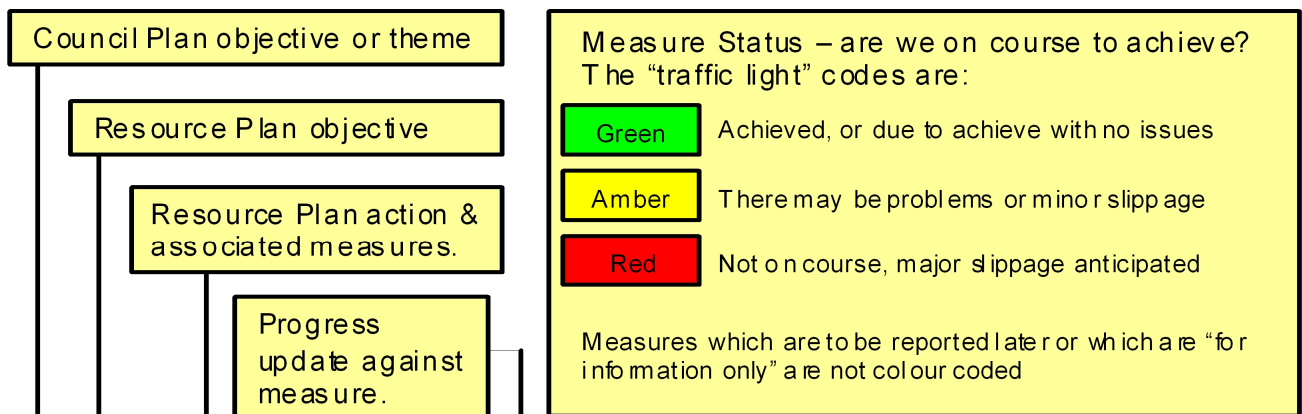 Council Plan objective or theme
Resource Plan objective
Resource Plan action &
associated measures.
Progress
update against
measure.
Measure Status – are we on course to achieve?
The “traffic light” codes are:
Green
Achieved, or due to achieve with no issues
Amber
There may be problems or minor slippage
Red
Not on course, major slippage anticipated
Measures which are to be reported later or which are “for
information only” are not colour coded